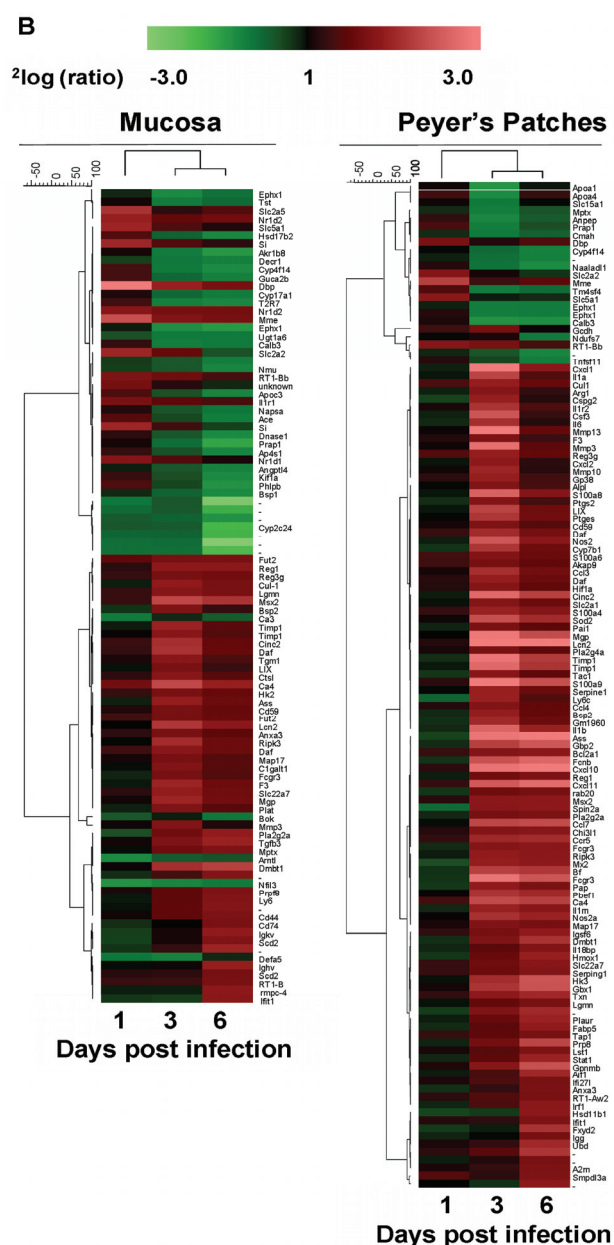 B
²log (ratio) -3.0 1 3.0
Mucosa
-50
0
50
100
Ephx1
Tst
Slc2a5
Nr1d2
Slc5a1
Hsd17b2
Si
Akr1b8
Decr1
Cyp4f14
Guca2b
Dbp
Cyp17a1
T2R7
Nr1d2
Mme
Ephx1
Ugt1a6
Calb3
Slc2a2
Nmu
RT1-Bb
unknown
Apoc3
Il1r1
Napsa
Ace
Si
Dnase1
Prap1
Ap4s1
Nr1d1
Angptl4
Kif1a
Phlpb
Bsp1
-
-
Cyp2c24
-
-
Fut2
Reg1
Reg3g
Cul-1
Lgmn
Msx2
Bsp2
Ca3
Timp1
Timp1
Cinc2
Daf
Tgm1
LIX
Ctsl
Ca4
Hk2
Ass
Cd59
Fut2
Lcn2
Anxa3
Ripk3
Daf
Map17
C1galt1
Fcgr3
F3
Slc22a7
Mgp
Plat
Bok
Mmp3
Pla2g2a
Tgfb3
Mptx
Arntl
Dmbt1
-
Nfil3
Prpf8
Ly6
-
Cd44
Cd74
Igkv
Scd2
-
Defa5
Ighv
Scd2
RT1-B
rmpc-4
Ifit1
1 3 6
Days post infection
Peyer's Patches
-50
0
50
100
Apoa1
Apoa4
Slc15a1
Mptx
Anpep
Prap1
Cmah
Dbp
Cyp4f14
-
Naaladl1
Slc2a2
Mme
Tm4sf4
Slc5a1
Ephx1
Ephx1
Calb3
Gcdh
Ndufs7
RT1-Bb
-
Tnfsf11
Cxcl1
Il1a
Cul1
Arg1
Cspg2
Il1r2
Csf3
Il6
Mmp13
F3
Mmp3
Reg3g
Cxcl2
Mmp10
Gp38
Alpl
S100a8
Ptgs2
LIX
Ptges
Cd59
Daf
Nos2
Cyp7b1
S100a6
Akap9
Ccl3
Daf
Hif1a
Cinc2
Slc2a1
S100a4
Sod2
Pai1
Mgp
Lcn2
Pla2g4a
Timp1
Timp1
Tac1
S100a9
Serpine1
Ly6c
Ccl4
Bsp2
Gm1960
Il1b
Ass
Gbp2
Bcl2a1
Fcnb
Cxcl10
Reg1
Cxcl11
rab20
Msx2
Spin2a
Pla2g2a
Ccl7
Chi3l1
Ccr5
Fcgr3
Ripk3
Mx2
Bf
Fcgr3
Pap
Pbef1
Ca4
Il1rn
Nos2a
Map17
Igsf6
Dmbt1
Il18bp
Hmox1
Slc22a7
Serping1
Hk3
Gbx1
Txn
Lgmn
-
Plaur
Fabp5
Tap1
Prp8
Lst1
Stat1
Gpnmb
Aif1
Ifi27l
Anxa3
RT1-Aw2
Irf1
Hsd11b1
Ifit1
Fxyd2
Igg
Ubd
-
-
A2m
Smpdl3a
-
1 3 6
Days post infection